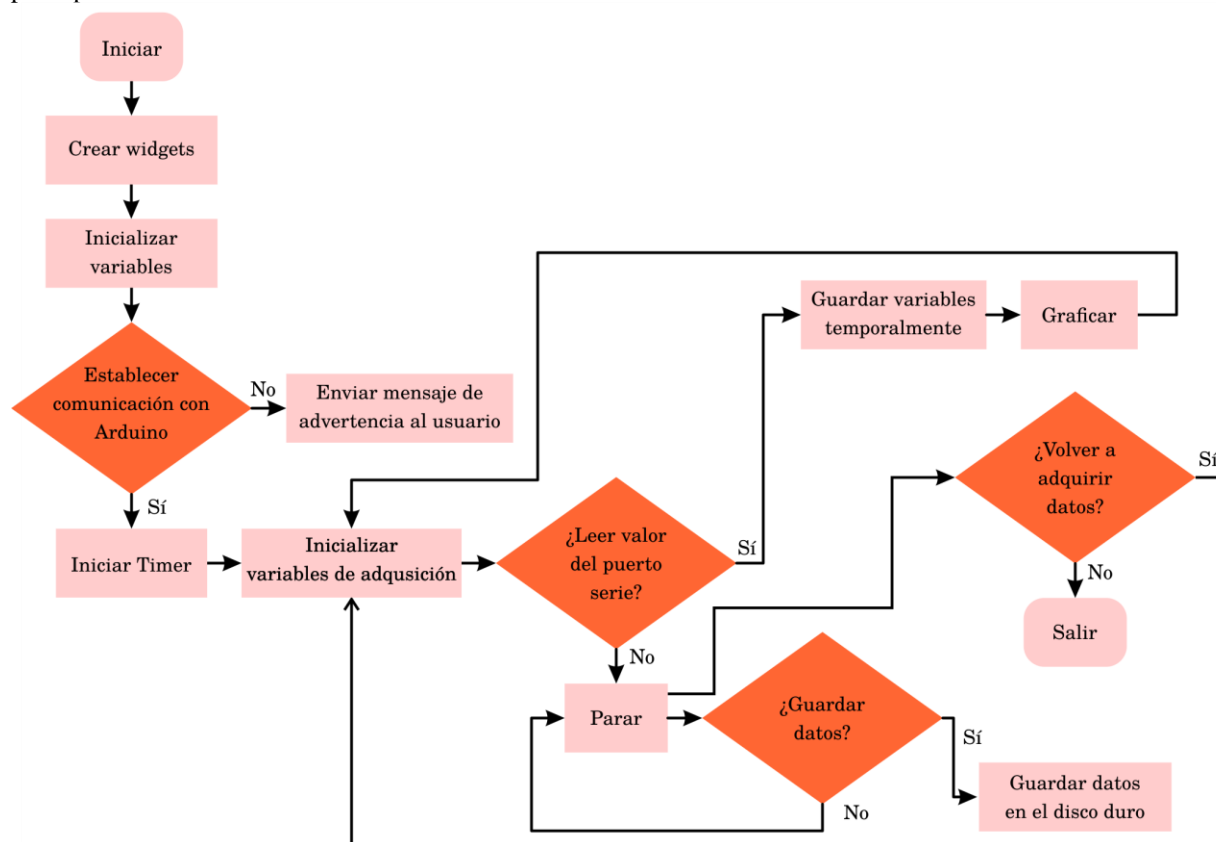 Iniciar
Crear widgets
Inicializar
variables
Establecer
comunicación con
Arduino
No
Enviar mensaje de
advertencia al usuario
Sí
Iniciar Timer
Inicializar
variables de adqusición
¿Leer valor
del puerto
serie?
Sí
Guardar variables
temporalmente
Graficar
No
Parar
¿Volver a
adquirir
datos?
Sí
No
Salir
¿Guardar
datos?
Sí
No
Guardar datos
en el disco duro